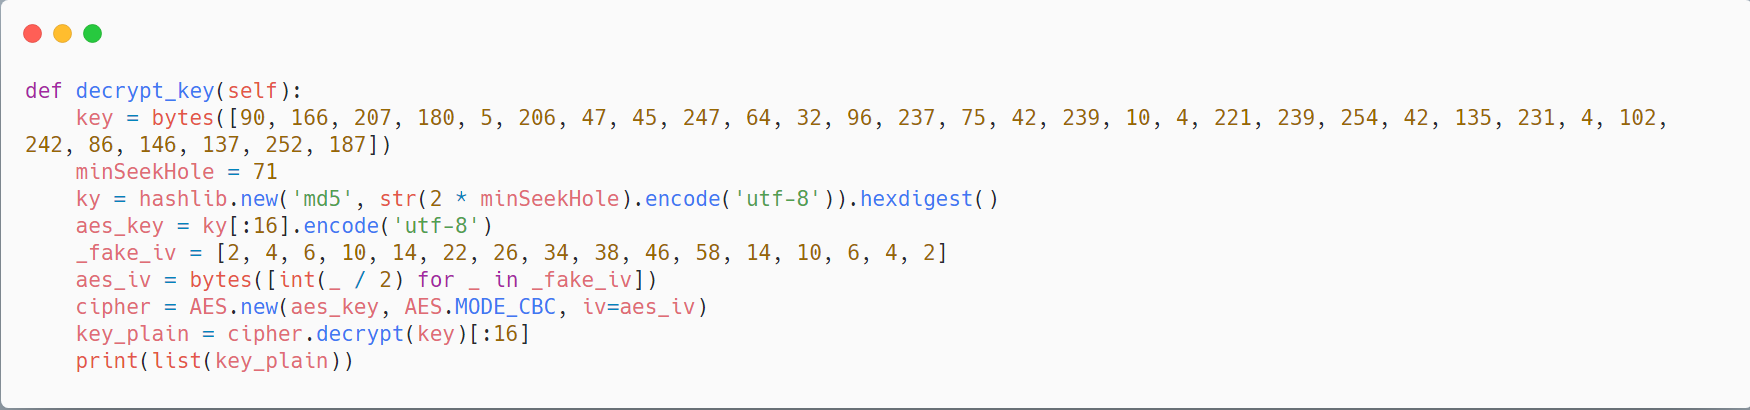 def decrypt_key(self):
    key = bytes([90, 166, 207, 180, 5, 206, 47, 45, 247, 64, 32, 96, 237, 75, 42, 239, 10, 4, 221, 239, 254, 42, 135, 231, 4, 102,
242, 86, 146, 137, 252, 187])
    minSeekHole = 71
    ky = hashlib.new('md5', str(2 * minSeekHole).encode('utf-8')).hexdigest()
    aes_key = ky[:16].encode('utf-8')
    _fake_iv = [2, 4, 6, 10, 14, 22, 26, 34, 38, 46, 58, 14, 10, 6, 4, 2]
    aes_iv = bytes([int(_ / 2) for _ in _fake_iv])
    cipher = AES.new(aes_key, AES.MODE_CBC, iv=aes_iv)
    key_plain = cipher.decrypt(key)[:16]
    print(list(key_plain))